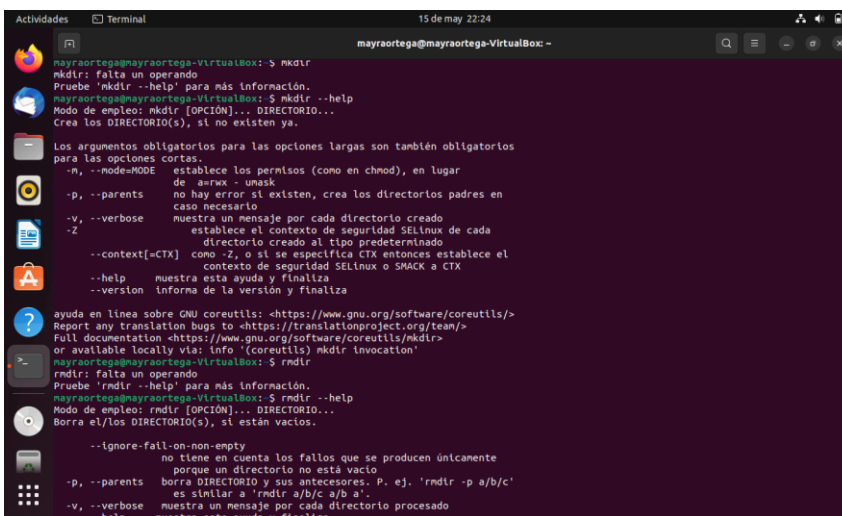 Actividades
Terminal
15 de may 22:24
mayraortega@mayraortega-VirtualBox: ~
mayraortega@mayraortega-VirtualBox:~$ mkdir
mkdir: falta un operando
Pruebe 'mkdir --help' para más información.
mayraortega@mayraortega-VirtualBox:~$ mkdir --help
Modo de empleo: mkdir [OPCIÓN]... DIRECTORIO...
Crea los DIRECTORIO(s), si no existen ya.
Los argumentos obligatorios para las opciones largas son también obligatorios
para las opciones cortas.
-m, --mode=MODE establece los permisos (como en chmod), en lugar
de a=rwx - umask
-p, --parents no hay error si existen, crea los directorios padres en
caso necesario
-v, --verbose muestra un mensaje por cada directorio creado
-Z establece el contexto de seguridad SELinux de cada
directorio creado al tipo predeterminado
--context[=CTX] como -Z, o si se especifica CTX entonces establece el
contexto de seguridad SELinux o SMACK a CTX
--help muestra esta ayuda y finaliza
--version informa de la versión y finaliza
ayuda en línea sobre GNU coreutils: <https://www.gnu.org/software/coreutils/>
Report any translation bugs to <https://translationproject.org/team/>
Full documentation <https://www.gnu.org/software/coreutils/mkdir>
or available locally via: info '(coreutils) mkdir invocation'
mayraortega@mayraortega-VirtualBox:~$ rmdir
rmdir: falta un operando
Pruebe 'rmdir --help' para más información.
mayraortega@mayraortega-VirtualBox:~$ rmdir --help
Modo de empleo: rmdir [OPCIÓN]... DIRECTORIO...
Borra el/los DIRECTORIO(s), si están vacíos.
--ignore-fail-on-non-empty
no tiene en cuenta los fallos que se producen únicamente
porque un directorio no está vacío
-p, --parents borra DIRECTORIO y sus antecesores. P. ej. 'rmdir -p a/b/c'
es similar a 'rmdir a/b/c a/b a'.
-v, --verbose muestra un mensaje por cada directorio procesado